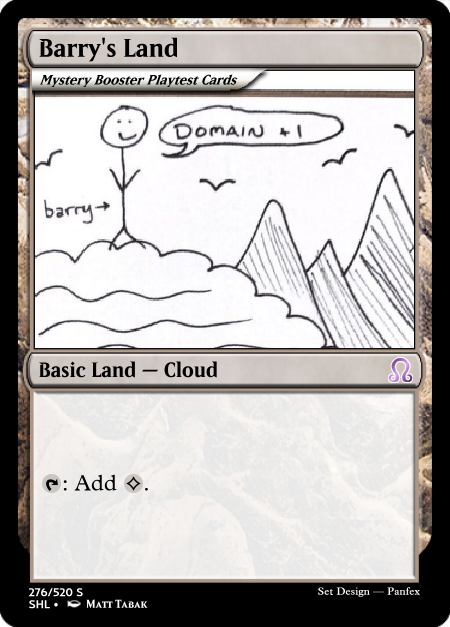 Barry's Land
Mystery Booster Playtest Cards
DOMAIN +1
barry→
Basic Land — Cloud
: Add .
276/520 S
Set Design — Panfex
SHL • Matt Tabak